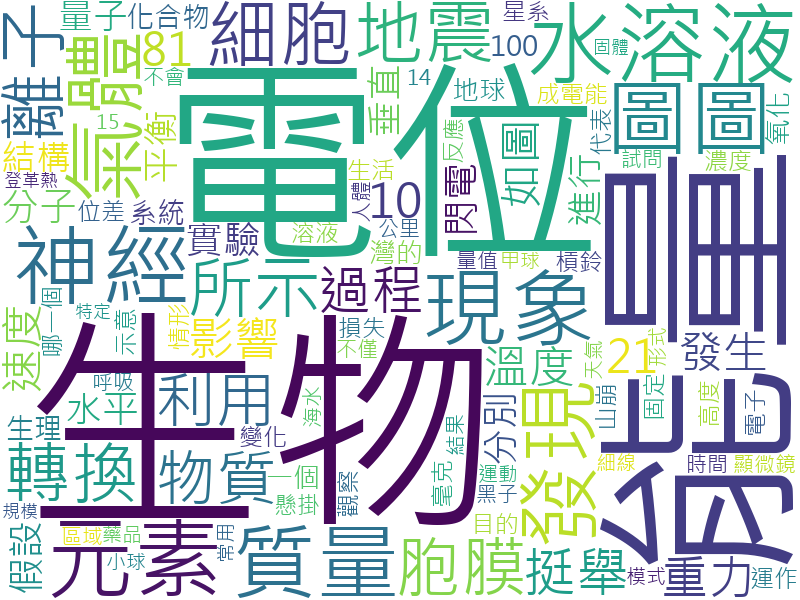 量子
化合物
星系
細胞
地震
100
固體
水溶液
離子
體
81
不會
電位
垂直
14
地球
成電能
圖圖
氧化
15
氣體
平衡
如圖
反應
代表
結構
登革熱
分子
位差
系統
生活
人體
10
閃電
進行
試問
濃度
神經
實驗
溶液
公里
灣的
量值
甲球
槓鈴
能量
所示
過程
現象
速度
哪一個
特定
示意
情形
影響
損失
不僅
溫度
天氣
21
形式
發生
生物
呼吸
利用
海水
分別
發現
山崩
固定
高度
電子
生理
水平
變化
結果
轉換
物質
一個
懸掛
觀察
毫克
運動
黑子
細線
時間
顯微鏡
規模
假設
元素
區域
藥品
小球
常用
質量
胞膜
目的
挺舉
模式
重力
運作